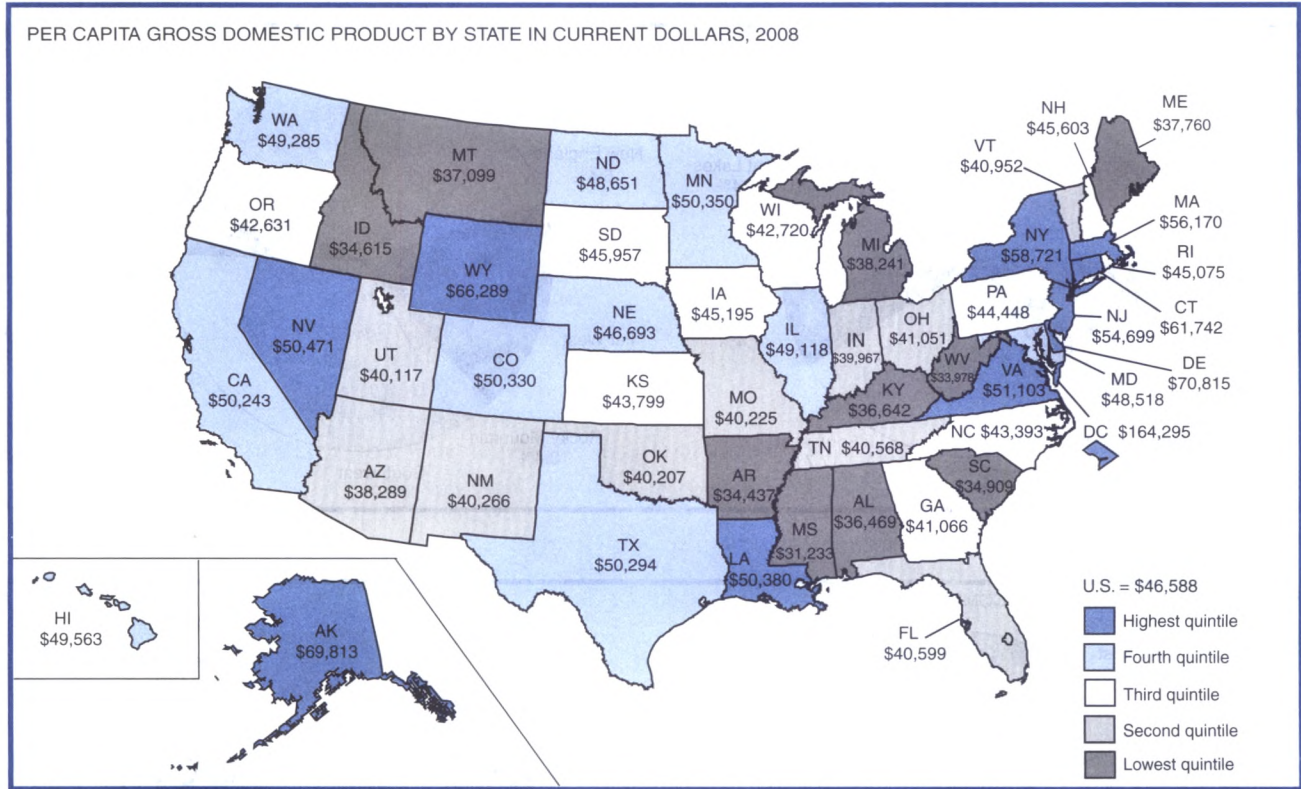 PER CAPITA GROSS DOMESTIC PRODUCT BY STATE IN CURRENT DOLLARS, 2008
WA
$49,285
OR
$42,631
CA
$50,243
NV
$50,471
ID
$34,615
MT
$37,099
WY
$66,289
UT
$40,117
CO
$50,330
AZ
$38,289
NM
$40,266
ND
$48,651
SD
$45,957
NE
$46,693
KS
$43,799
OK
$40,207
TX
$50,294
MN
$50,350
IA
$45,195
MO
$40,225
AR
$34,437
LA
$50,380
WI
$42,720
IL
$49,118
MI
$38,241
IN
$39,967
OH
$41,051
KY
$36,642
TN $40,568
MS
$31,233
AL
$36,469
GA
$41,066
FL
$40,599
SC
$34,909
NC $43,393
VA
$51,103
WV
$33,978
PA
$44,448
NY
$58,721
VT
$40,952
NH
$45,603
ME
$37,760
MA
$56,170
RI
$45,075
CT
$61,742
NJ
$54,699
DE
$70,815
MD
$48,518
DC $164,295
HI
$49,563
AK
$69,813
U.S. = $46,588
Highest quintile
Fourth quintile
Third quintile
Second quintile
Lowest quintile